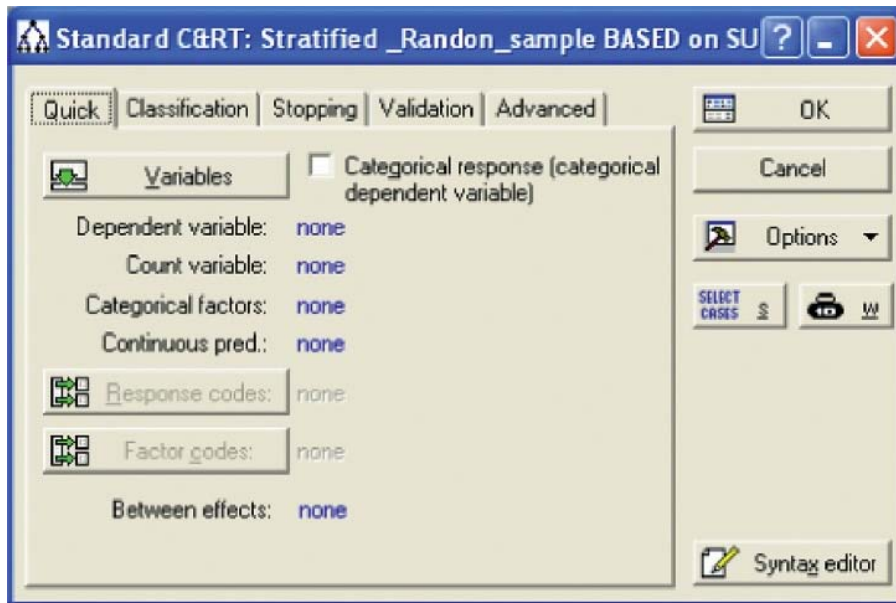 Standard C&RT: Stratified _Randon_sample BASED on SU
Quick Classification Stopping Validation Advanced
OK
Variables
Categorical response (categorical
dependent variable)
Cancel
Dependent variable: none
Count variable: none
Options
Categorical factors: none
Continuous pred.: none
SELECT
CASES S
W
Response codes: none
Factor codes: none
Between effects: none
Syntax editor